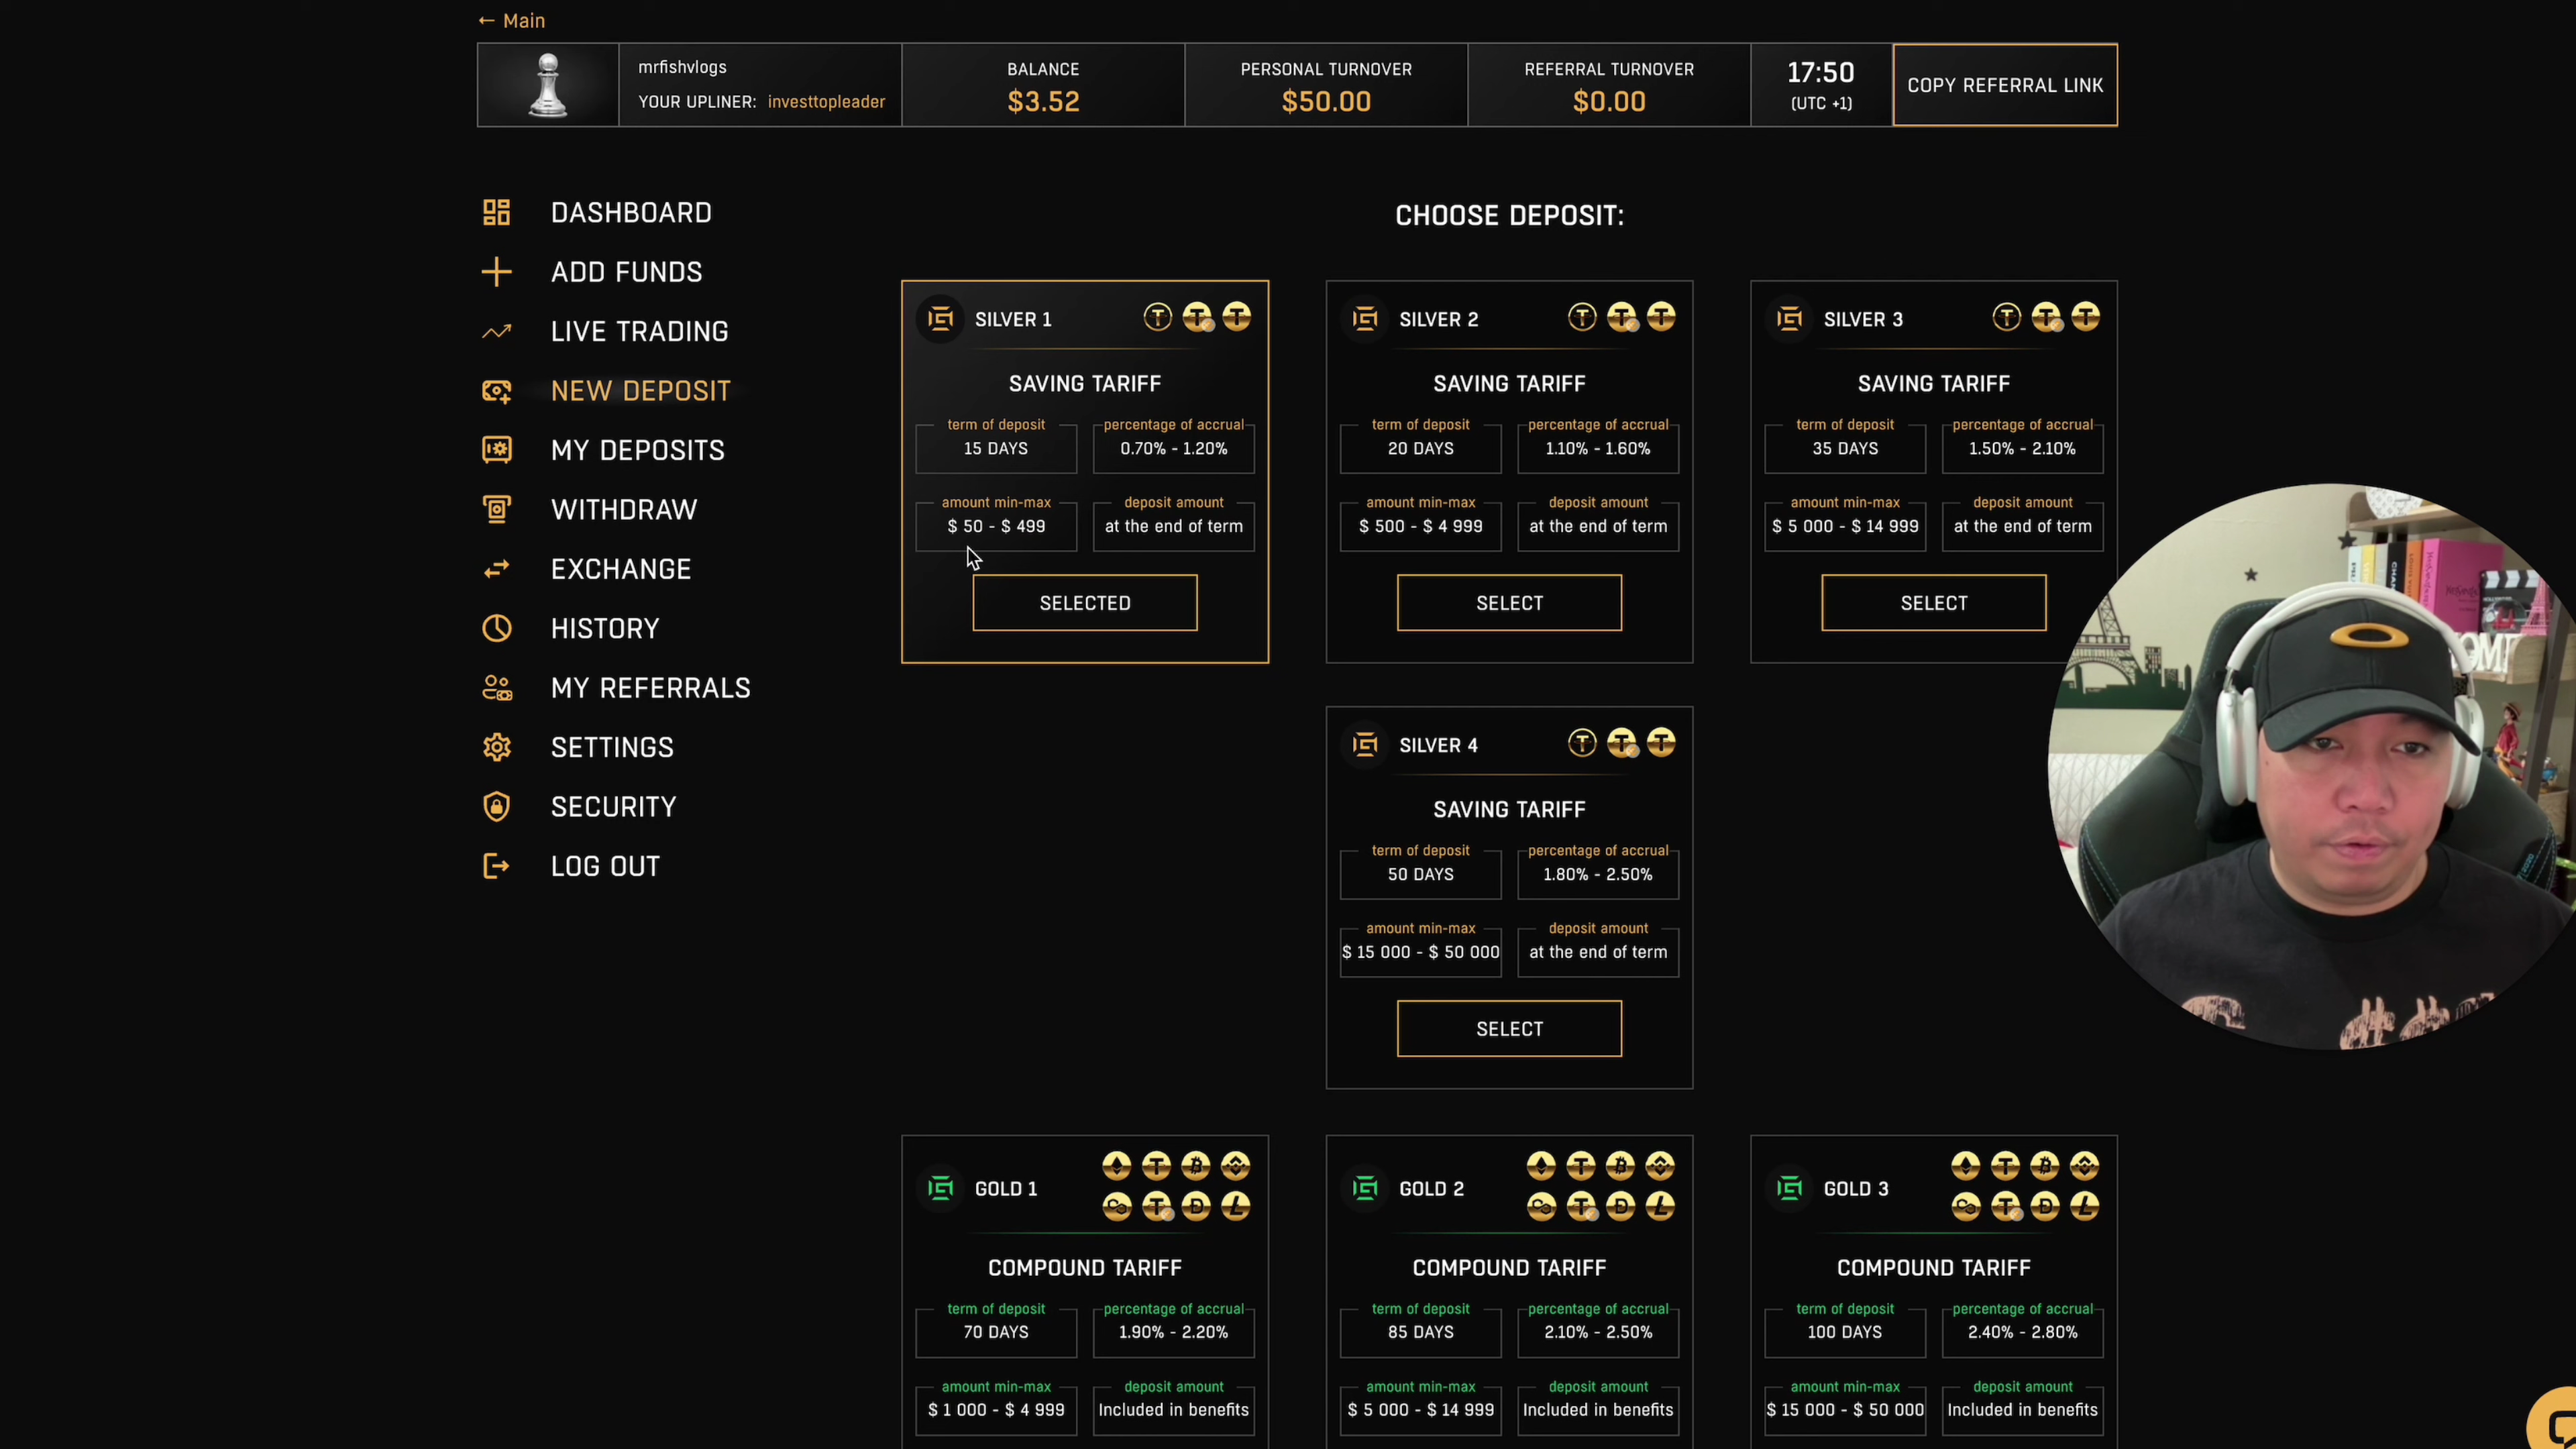 ← Main
mrfishvlogs
YOUR UPLINER: investtopleader
BALANCE
$3.52
PERSONAL TURNOVER
$50.00
REFERRAL TURNOVER
$0.00
17:50
(UTC +1)
COPY REFERRAL LINK
DASHBOARD
ADD FUNDS
LIVE TRADING
NEW DEPOSIT
MY DEPOSITS
WITHDRAW
EXCHANGE
HISTORY
MY REFERRALS
SETTINGS
SECURITY
LOG OUT
CHOOSE DEPOSIT:
SILVER 1
SAVING TARIFF
term of deposit
15 DAYS
percentage of accrual
0.70% - 1.20%
amount min-max
$ 50 - $ 499
deposit amount
at the end of term
SELECTED
SILVER 2
SAVING TARIFF
term of deposit
20 DAYS
percentage of accrual
1.10% - 1.60%
amount min-max
$ 500 - $ 4 999
deposit amount
at the end of term
SELECT
SILVER 3
SAVING TARIFF
term of deposit
35 DAYS
percentage of accrual
1.50% - 2.10%
amount min-max
$ 5 000 - $ 14 999
deposit amount
at the end of term
SELECT
SILVER 4
SAVING TARIFF
term of deposit
50 DAYS
percentage of accrual
1.80% - 2.50%
amount min-max
$ 15 000 - $ 50 000
deposit amount
at the end of term
SELECT
GOLD 1
COMPOUND TARIFF
term of deposit
70 DAYS
percentage of accrual
1.90% - 2.20%
amount min-max
$ 1 000 - $ 4 999
deposit amount
Included in benefits
GOLD 2
COMPOUND TARIFF
term of deposit
85 DAYS
percentage of accrual
2.10% - 2.50%
amount min-max
$ 5 000 - $ 14 999
deposit amount
Included in benefits
GOLD 3
COMPOUND TARIFF
term of deposit
100 DAYS
percentage of accrual
2.40% - 2.80%
amount min-max
$ 15 000 - $ 50 000
deposit amount
Included in benefits